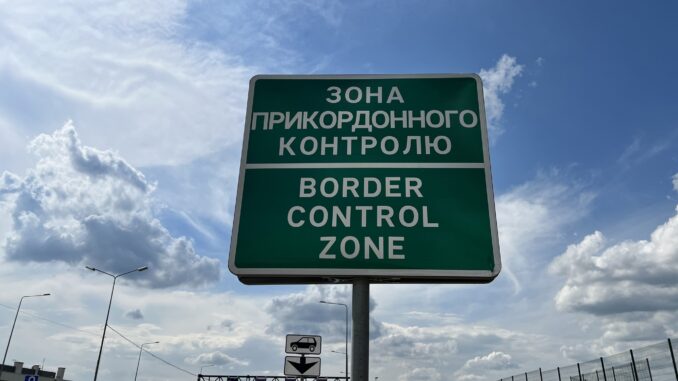 ЗОНА
ПРИКОРДОННОГО
КОНТРОЛЮ
BORDER
CONTROL
ZONE